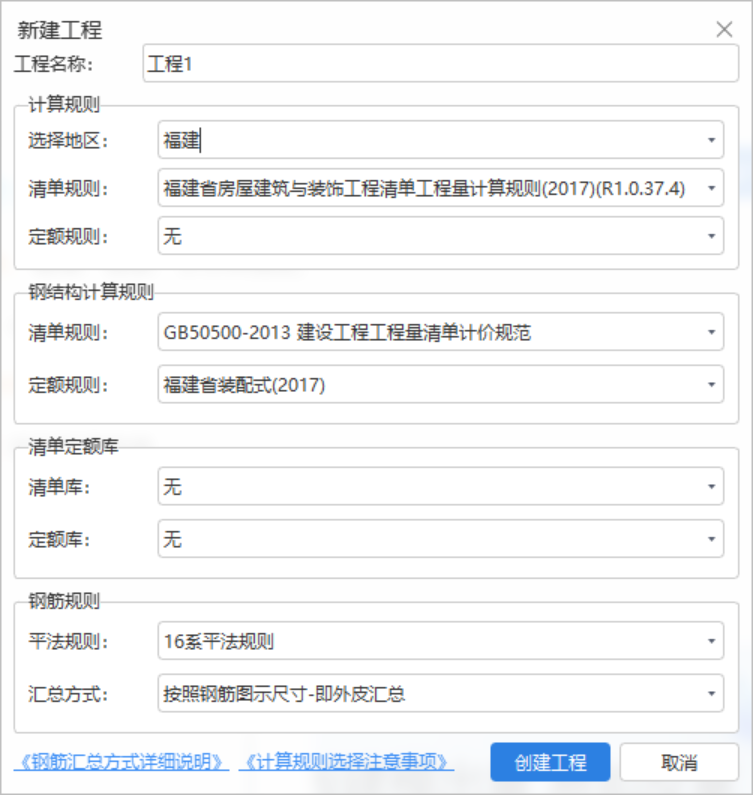 新建工程
工程名称： 工程1
计算规则
选择地区： 福建
清单规则： 福建省房屋建筑与装饰工程清单工程量计算规则(2017)(R1.0.37.4)
定额规则： 无
钢结构计算规则
清单规则： GB50500-2013 建设工程工程量清单计价规范
定额规则： 福建省装配式(2017)
清单定额库
清单库： 无
定额库： 无
钢筋规则
平法规则： 16系平法规则
汇总方式： 按照钢筋图示尺寸-即外皮汇总
《钢筋汇总方式详细说明》 《计算规则选择注意事项》 创建工程 取消